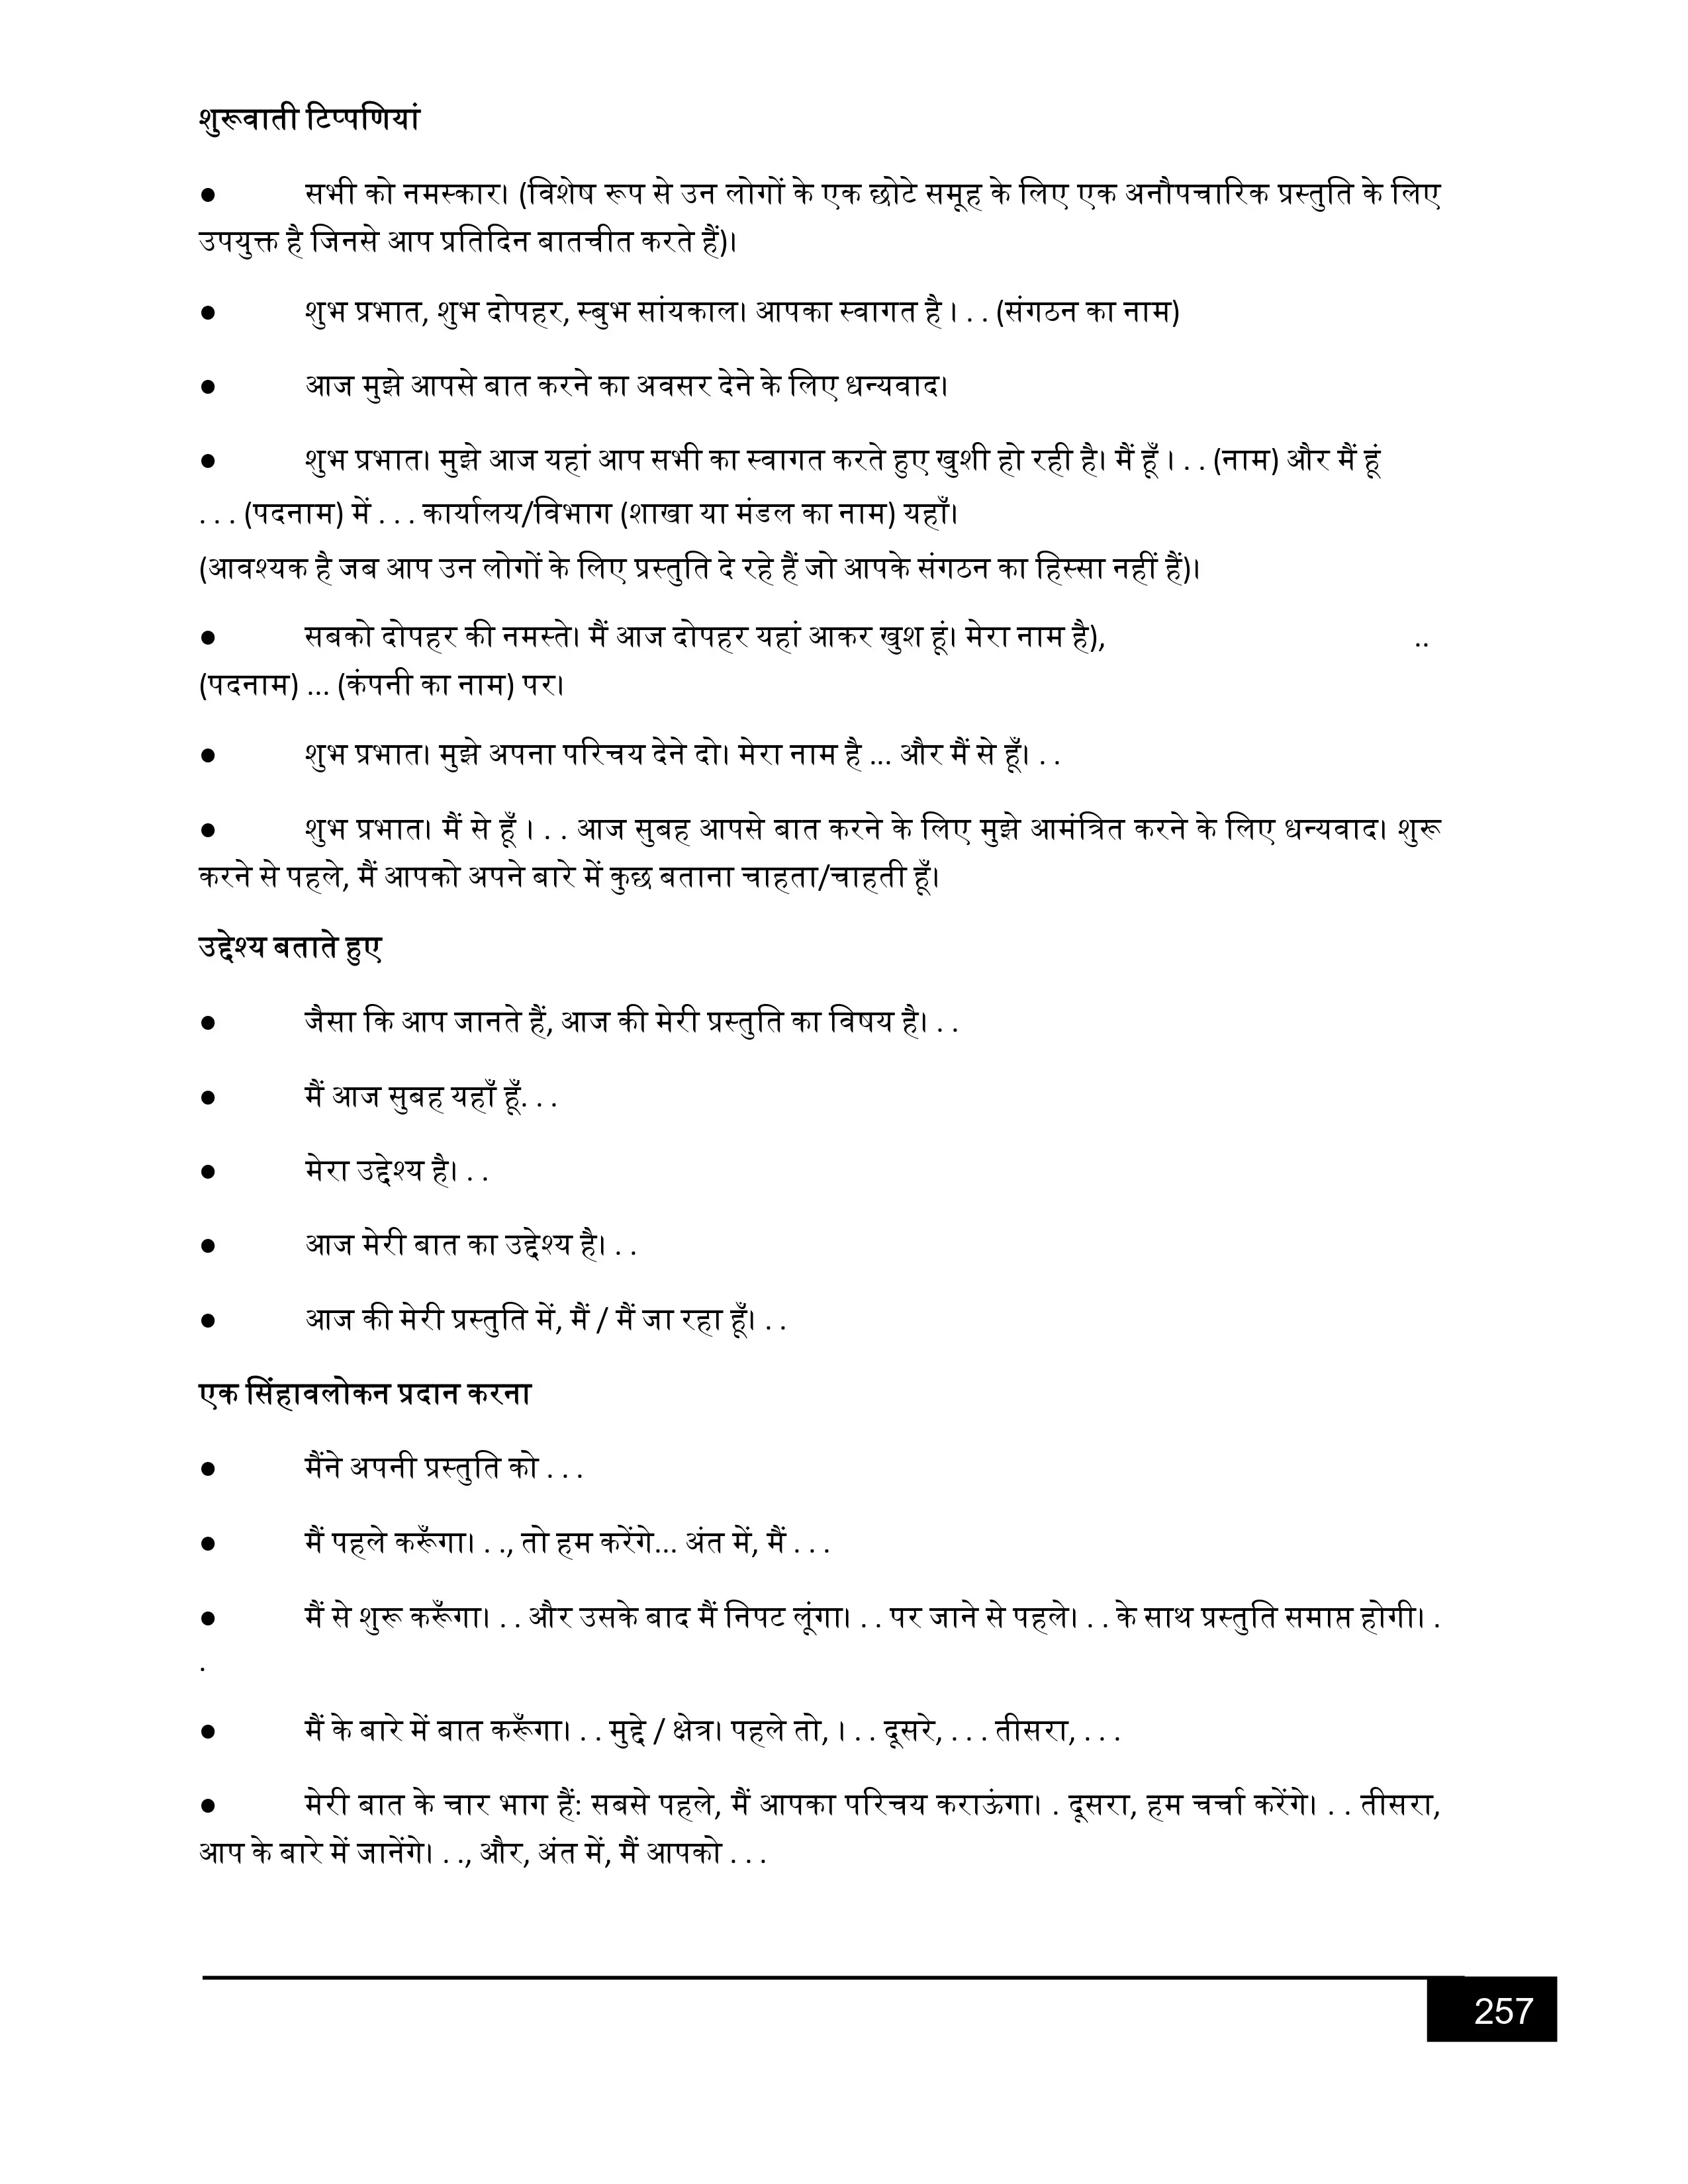 शुरूवाती टिप्पणियां
● सभी को नमस्कार। (विशेष रूप से उन लोगों के एक छोटे समूह के लिए एक अनौपचारिक प्रस्तुति के लिए
उपयुक्त है जिनसे आप प्रतिदिन बातचीत करते हैं)।
● शुभ प्रभात, शुभ दोपहर, स्बुभ सांयकाल। आपका स्वागत है । . . (संगठन का नाम)
● आज मुझे आपसे बात करने का अवसर देने के लिए धन्यवाद।
● शुभ प्रभात। मुझे आज यहां आप सभी का स्वागत करते हुए खुशी हो रही है। मैं हूँ । . . (नाम) और मैं हूं
. . . (पदनाम) में . . . कार्यालय/विभाग (शाखा या मंडल का नाम) यहाँ।
(आवश्यक है जब आप उन लोगों के लिए प्रस्तुति दे रहे हैं जो आपके संगठन का हिस्सा नहीं हैं)।
● सबको दोपहर की नमस्ते। मैं आज दोपहर यहां आकर खुश हूं। मेरा नाम है), ..
(पदनाम) ... (कंपनी का नाम) पर।
● शुभ प्रभात। मुझे अपना परिचय देने दो। मेरा नाम है ... और मैं से हूँ। . .
● शुभ प्रभात। मैं से हूँ । . . आज सुबह आपसे बात करने के लिए मुझे आमंत्रित करने के लिए धन्यवाद। शुरू
करने से पहले, मैं आपको अपने बारे में कुछ बताना चाहता/चाहती हूँ।
उद्देश्य बताते हुए
● जैसा कि आप जानते हैं, आज की मेरी प्रस्तुति का विषय है। . .
● मैं आज सुबह यहाँ हूँ. . .
● मेरा उद्देश्य है। . .
● आज मेरी बात का उद्देश्य है। . .
● आज की मेरी प्रस्तुति में, मैं / मैं जा रहा हूँ। . .
एक सिंहावलोकन प्रदान करना
● मैंने अपनी प्रस्तुति को . . .
● मैं पहले करूँगा। . ., तो हम करेंगे... अंत में, मैं . . .
● मैं से शुरू करूँगा। . . और उसके बाद मैं निपट लूंगा। . . पर जाने से पहले। . . के साथ प्रस्तुति समाप्त होगी। .
.
● मैं के बारे में बात करूँगा। . . मुद्दे / क्षेत्र। पहले तो, । . . दूसरे, . . . तीसरा, . . .
● मेरी बात के चार भाग हैं: सबसे पहले, मैं आपका परिचय कराऊंगा। . दूसरा, हम चर्चा करेंगे। . . तीसरा,
आप के बारे में जानेंगे। . ., और, अंत में, मैं आपको . . .
257